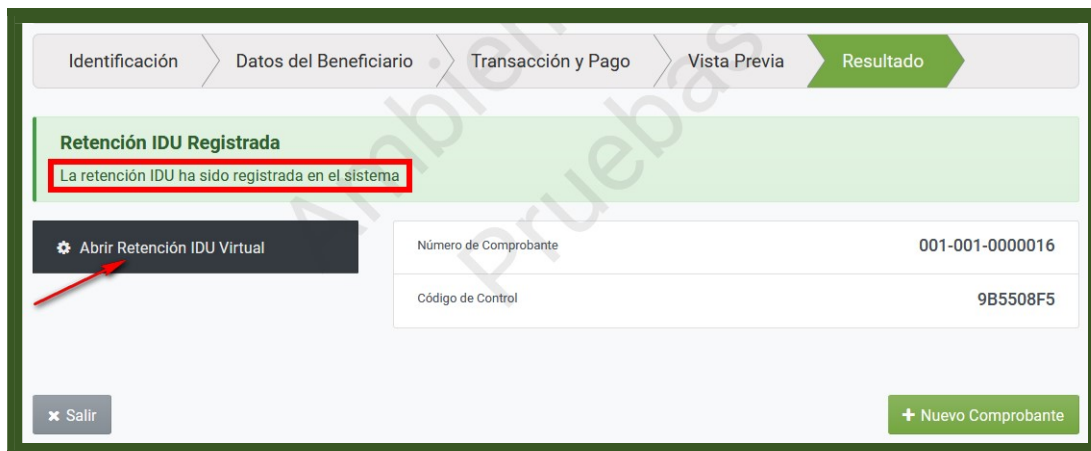 Identificación
Datos del Beneficiario
Transacción y Pago
Vista Previa
Resultado
Retención IDU Registrada
La retención IDU ha sido registrada en el sistema
Abrir Retención IDU Virtual
Número de Comprobante
001-001-0000016
Código de Control
9B5508F5
Salir
Nuevo Comprobante
Pruebas